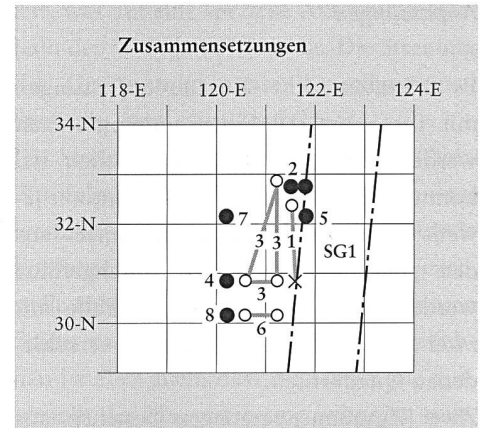 Zusammensetzungen
118-E 120-E 122-E 124-E
34-N
2
32-N 7 5
3 3 1 SG1
4
3
8
30-N
6